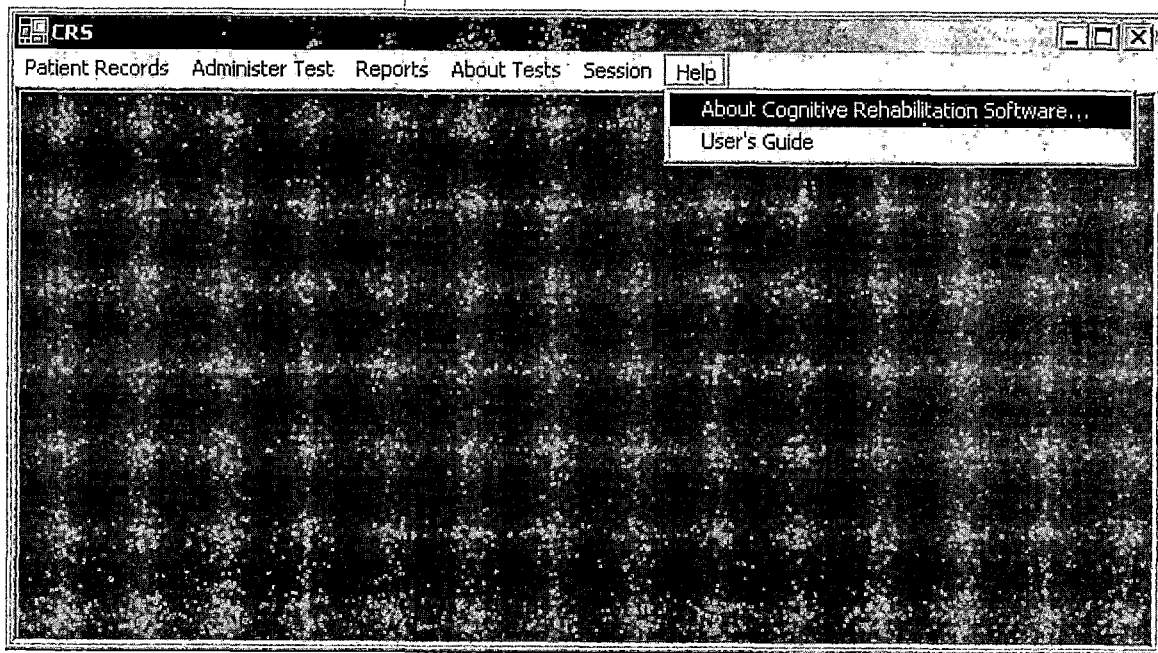 CRS
Patient Records Administer Test Reports About Tests Session Help
About Cognitive Rehabilitation Software...
User's Guide